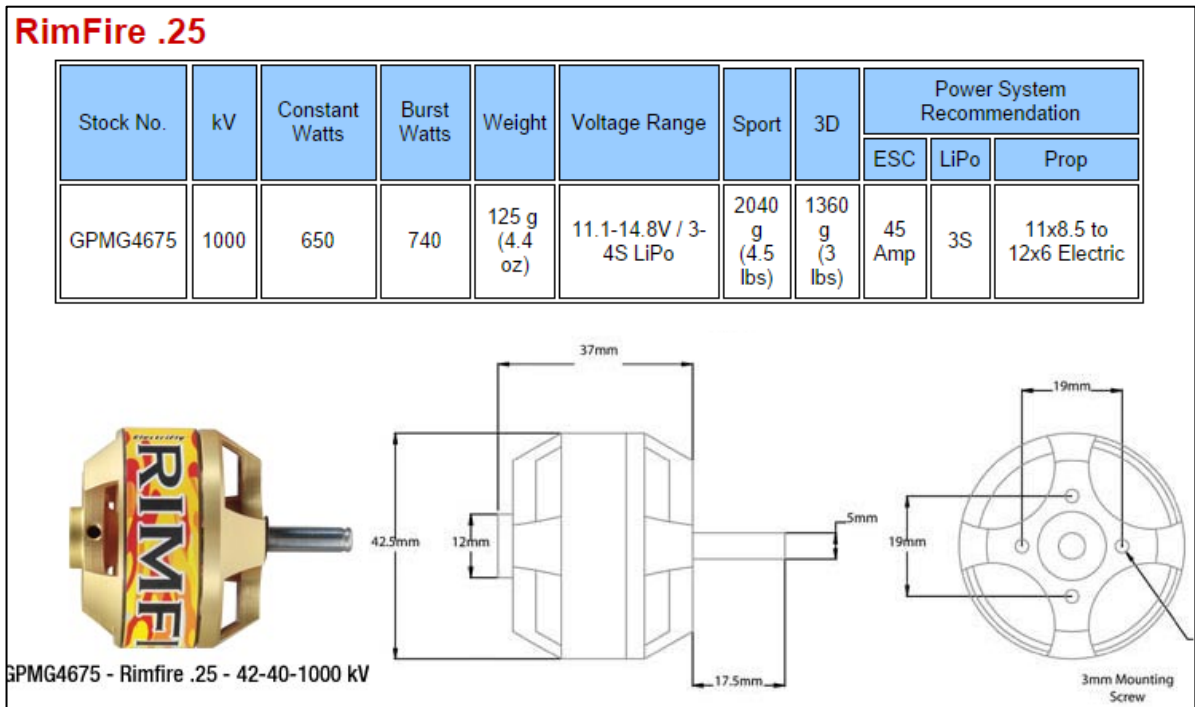 RimFire .25
Stock No.
kV
Constant
Watts
Burst
Watts
Weight
Voltage Range
Sport
3D
Power System
Recommendation
ESC
LiPo
Prop
GPMG4675
1000
650
740
125 g
(4.4
oz)
11.1-14.8V / 3-
4S LiPo
2040
g
(4.5
lbs)
1360
g
(3
lbs)
45
Amp
3S
11x8.5 to
12x6 Electric
37mm
19mm
ElectriFly
RIMFI
42.5mm
12mm
5mm
19mm
17.5mm
GPMG4675 - Rimfire .25 - 42-40-1000 kV
3mm Mounting
Screw